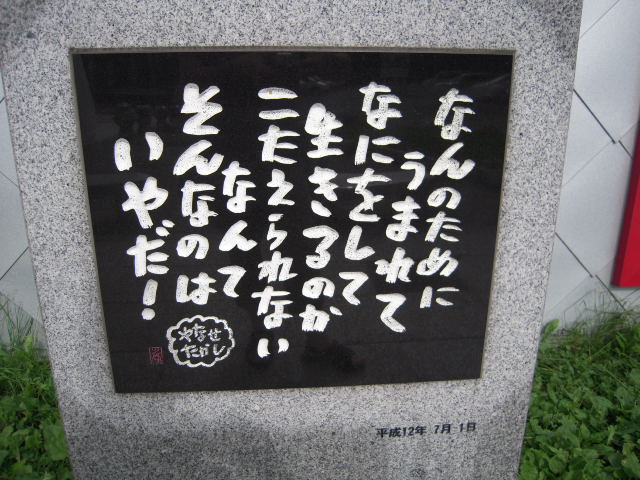 なんのために
うまれて
なにをして
生きるのか
こたえられない
なんて
そんなのは
いやだ!
やなせ
たかし
平成12年 7月 1日